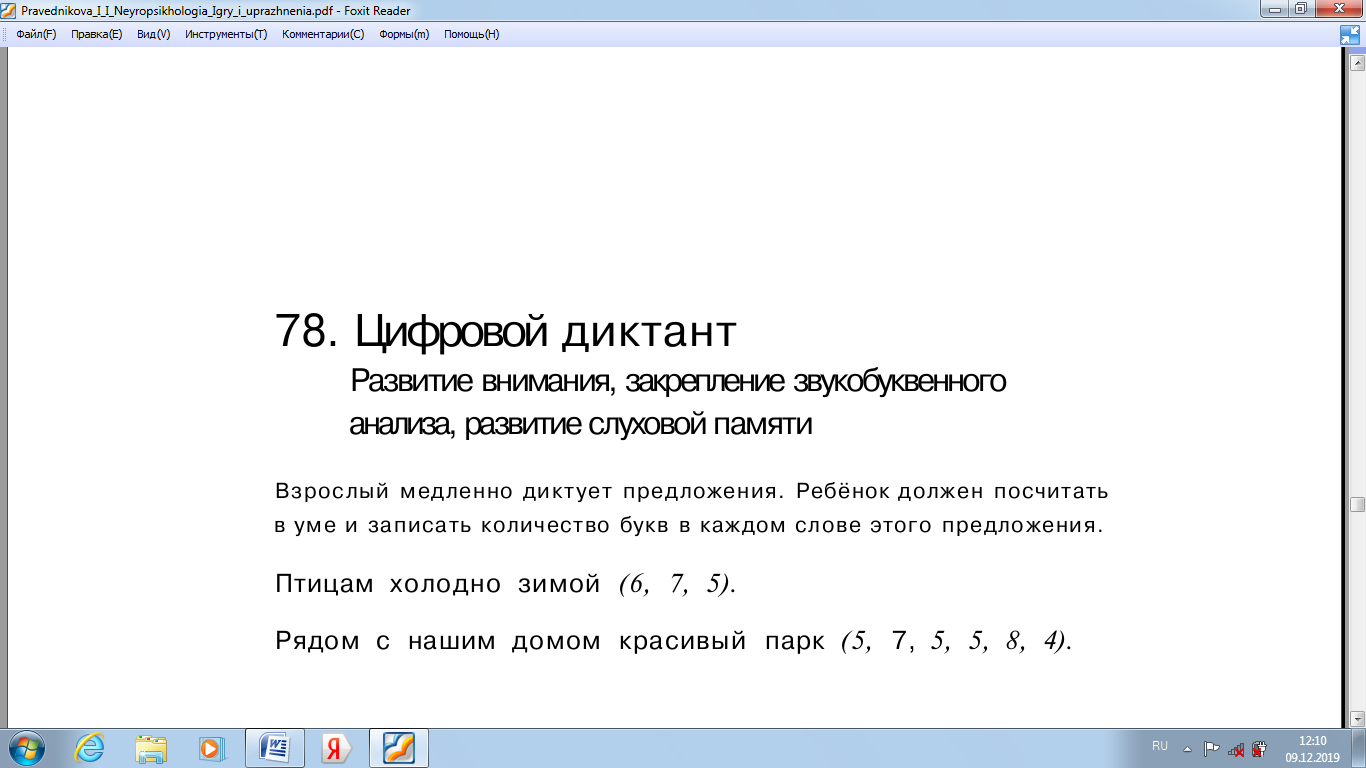 Pravednikova_I_I_Neyropsikhologia_Igry_i_uprazhnenia.pdf - Foxit Reader
Файл(F) Правка(E) Вид(V) Инструменты(T) Комментарии(C) Формы(m) Помощь(H)
78. Цифровой диктант
Развитие внимания, закрепление звукобуквенного
анализа, развитие слуховой памяти
Взрослый медленно диктует предложения. Ребёнок должен посчитать
в уме и записать количество букв в каждом слове этого предложения.
Птицам холодно зимой (6, 7, 5).
Рядом с нашим домом красивый парк (5, 7, 5, 5, 8, 4).
RU
12:10
09.12.2019